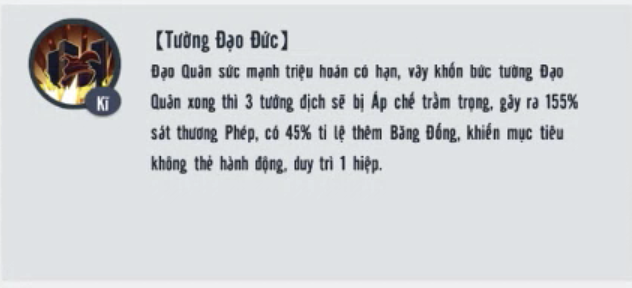 【Tường Đạo Đức】
Đạo Quân sức mạnh triệu hoán có hạn, vây khốn bức tường Đạo
Quân xong thì 3 tướng địch sẽ bị Áp chế trầm trọng, gây ra 155%
sát thương Phép, có 45% tỉ lệ thêm Băng Đống, khiến mục tiêu
không thể hành động, duy trì 1 hiệp.
Kĩ